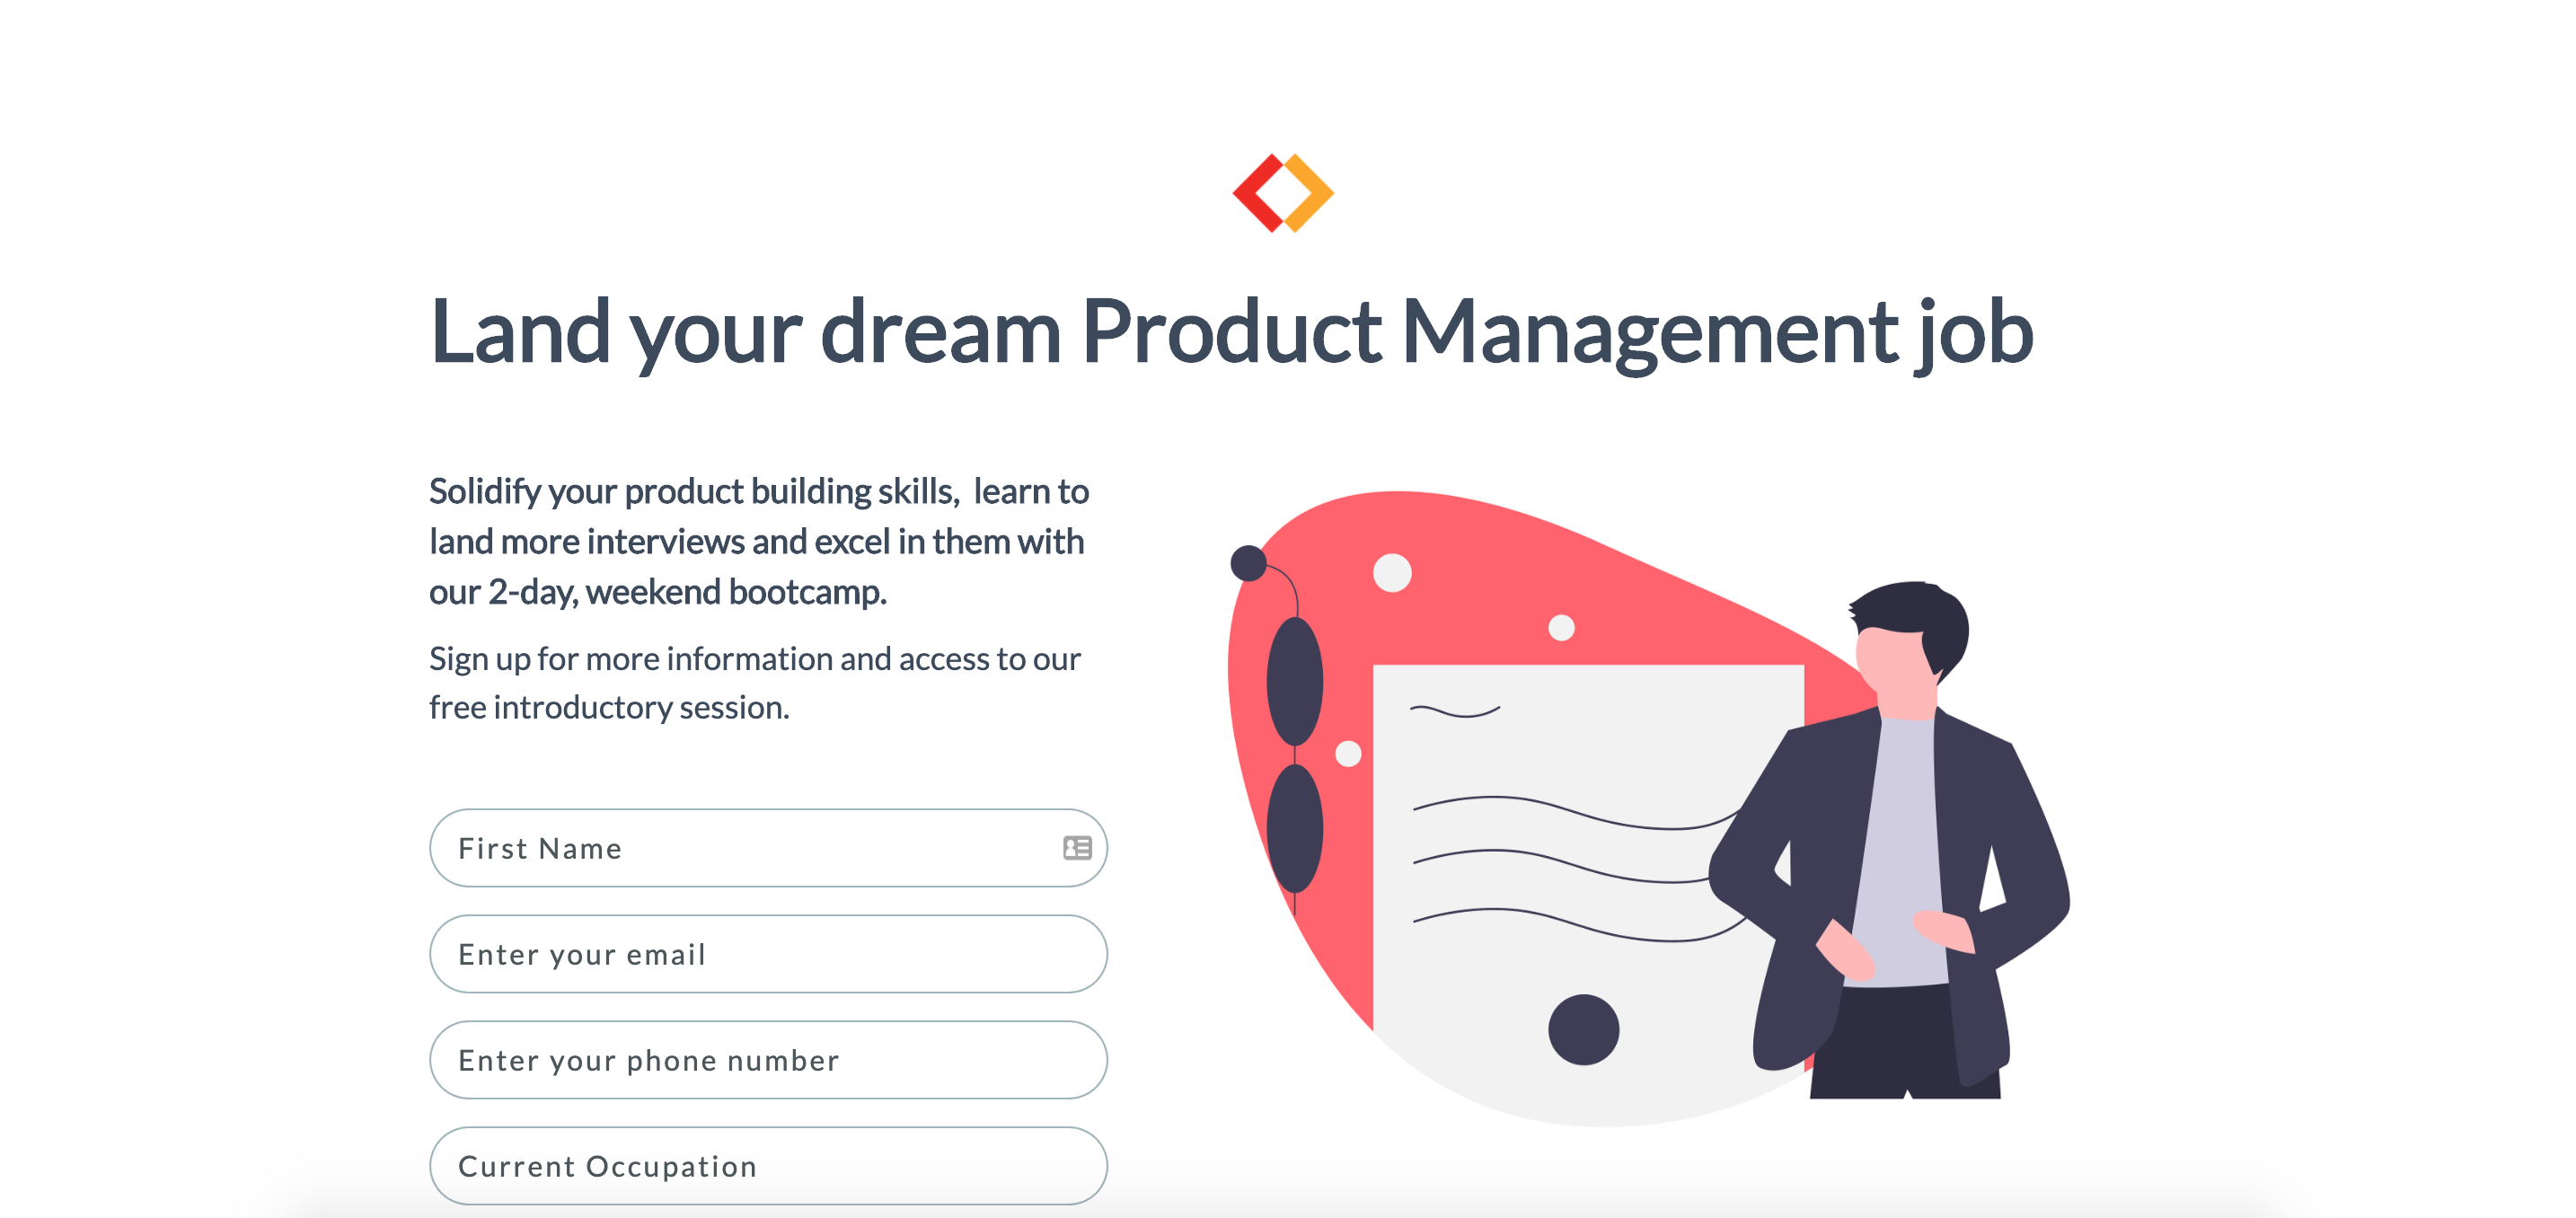 Land your dream Product Management job
Solidify your product building skills,  learn to
land more interviews and excel in them with
our 2-day, weekend bootcamp.
Sign up for more information and access to our
free introductory session.
First Name
Enter your email
Enter your phone number
Current Occupation